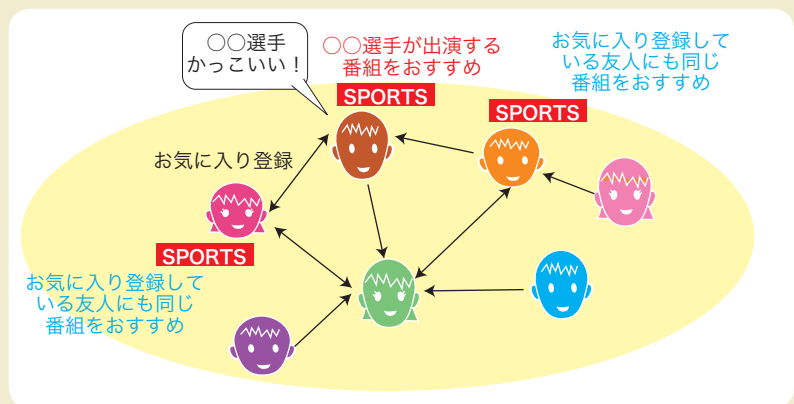 ○○選手
かっこいい！
○○選手が出演する
番組をおすすめ
SPORTS
お気に入り登録して
いる友人にも同じ
番組をおすすめ
SPORTS
お気に入り登録
SPORTS
お気に入り登録して
いる友人にも同じ
番組をおすすめ